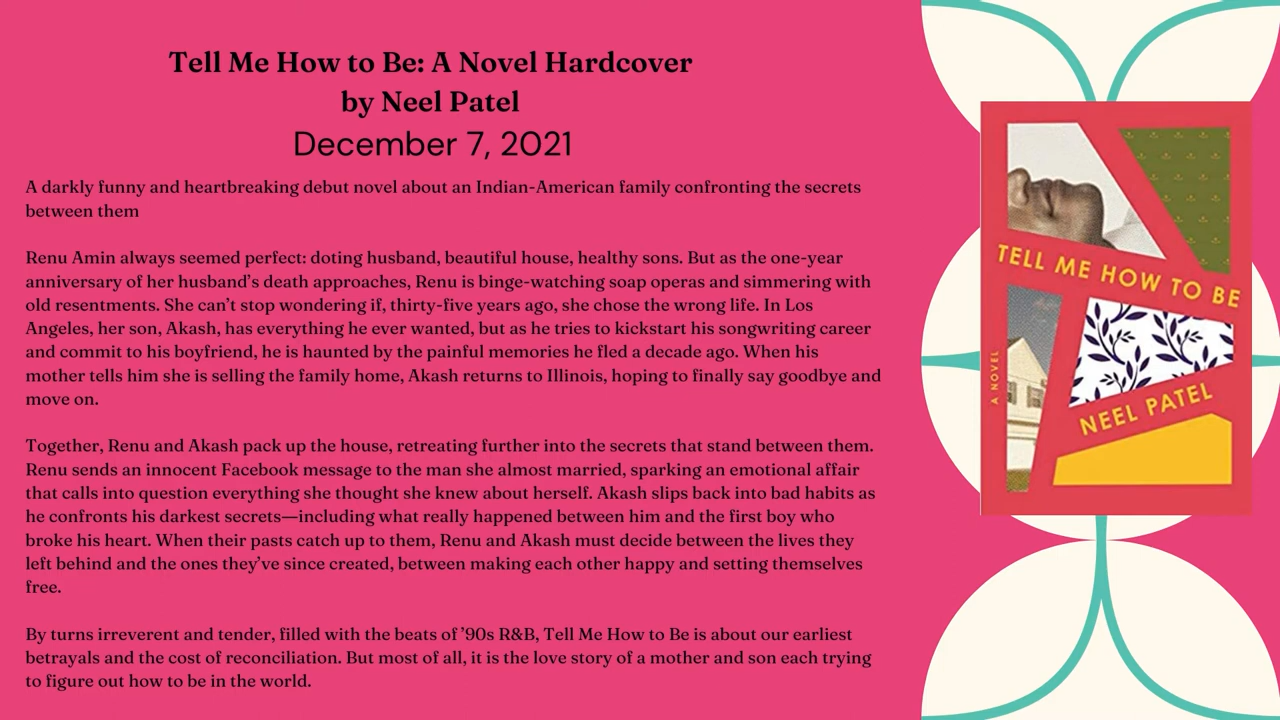 Tell Me How to Be: A Novel Hardcover
by Neel Patel
December 7, 2021
A darkly funny and heartbreaking debut novel about an Indian-American family confronting the secrets
between them
Renu Amin always seemed perfect: doting husband, beautiful house, healthy sons. But as the one-year
anniversary of her husband’s death approaches, Renu is binge-watching soap operas and simmering with
old resentments. She can’t stop wondering if, thirty-five years ago, she chose the wrong life. In Los
Angeles, her son, Akash, has everything he ever wanted, but as he tries to kickstart his songwriting career
and commit to his boyfriend, he is haunted by the painful memories he fled a decade ago. When his
mother tells him she is selling the family home, Akash returns to Illinois, hoping to finally say goodbye and
move on.
Together, Renu and Akash pack up the house, retreating further into the secrets that stand between them.
Renu sends an innocent Facebook message to the man she almost married, sparking an emotional affair
that calls into question everything she thought she knew about herself. Akash slips back into bad habits as
he confronts his darkest secrets—including what really happened between him and the first boy who
broke his heart. When their pasts catch up to them, Renu and Akash must decide between the lives they
left behind and the ones they’ve since created, between making each other happy and setting themselves
free.
By turns irreverent and tender, filled with the beats of ’90s R&B, Tell Me How to Be is about our earliest
betrayals and the cost of reconciliation. But most of all, it is the love story of a mother and son each trying
to figure out how to be in the world.
TELL ME HOW TO BE
A NOVEL
NEEL PATEL